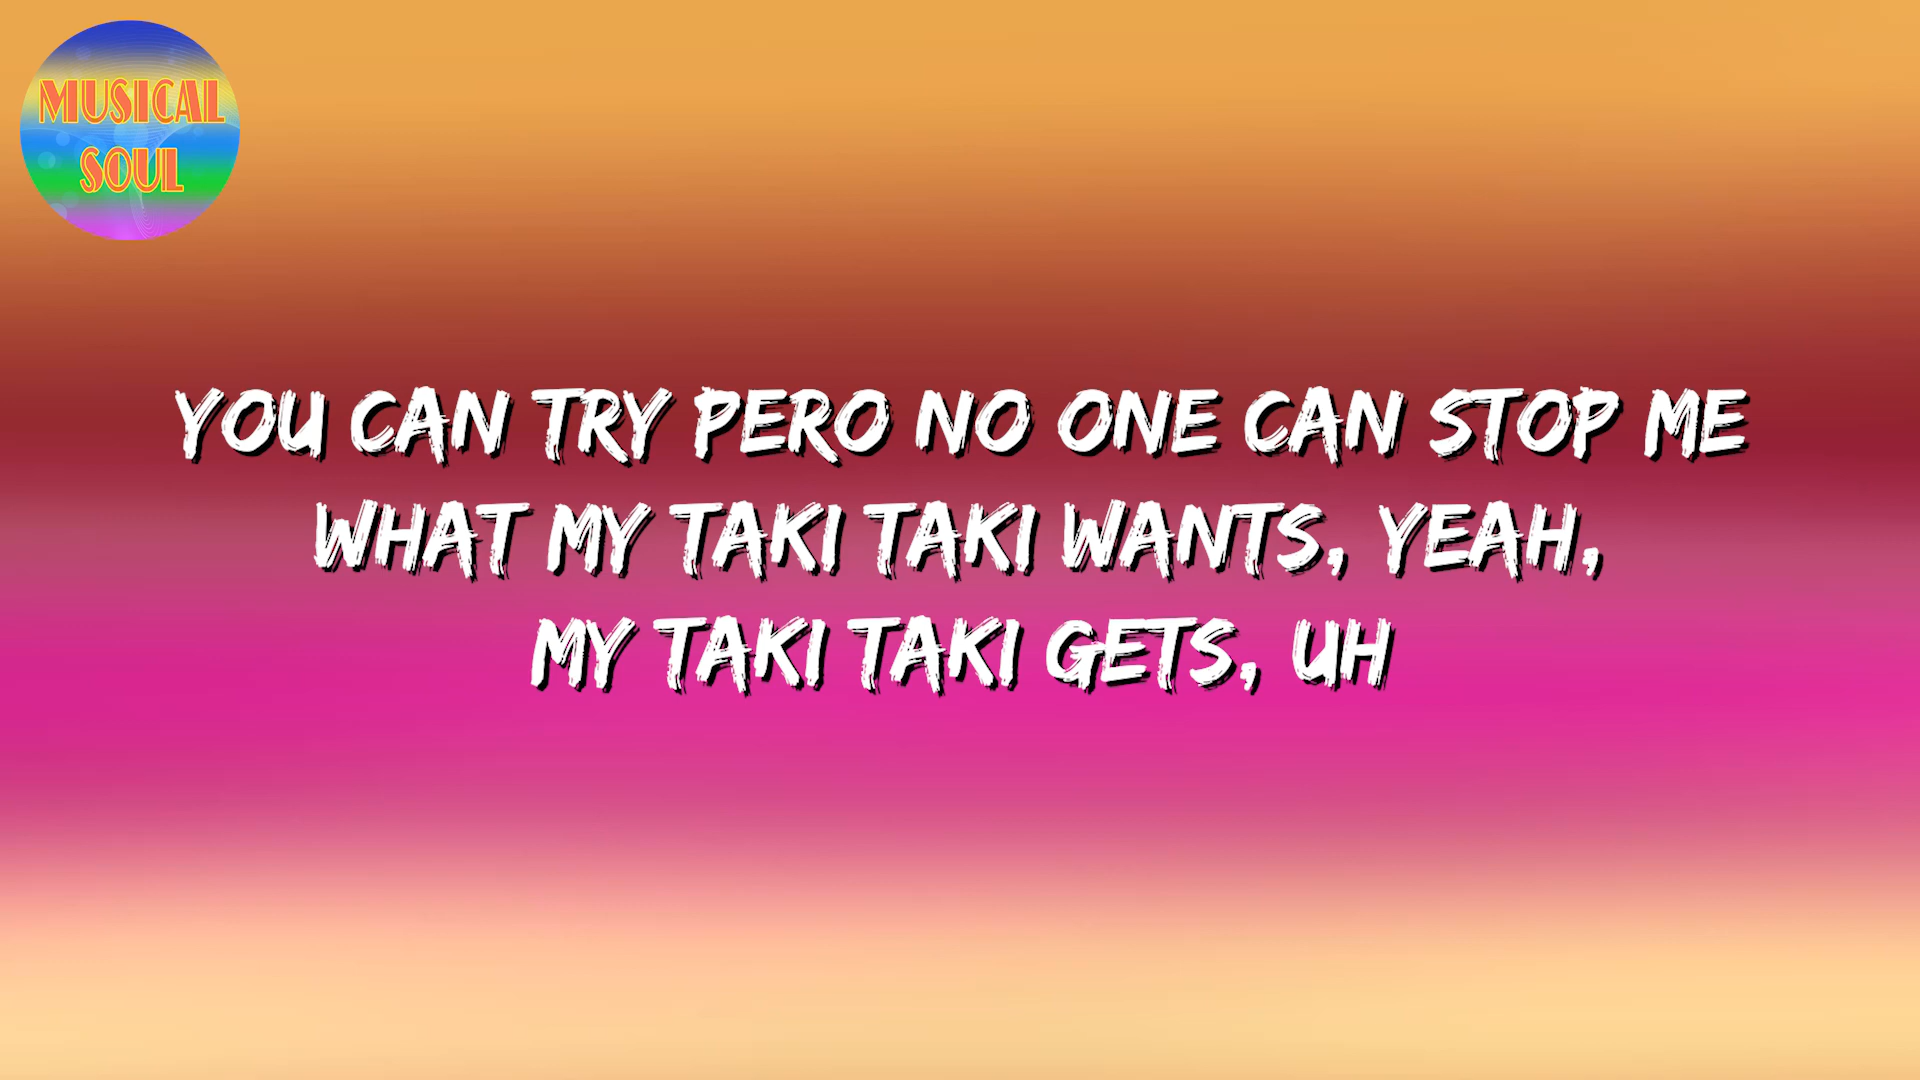 MUSICAL
SOUL
YOU CAN TRY PERO NO ONE CAN STOP ME
WHAT MY TAKI TAKI WANTS, YEAH,
MY TAKI TAKI GETS, UH